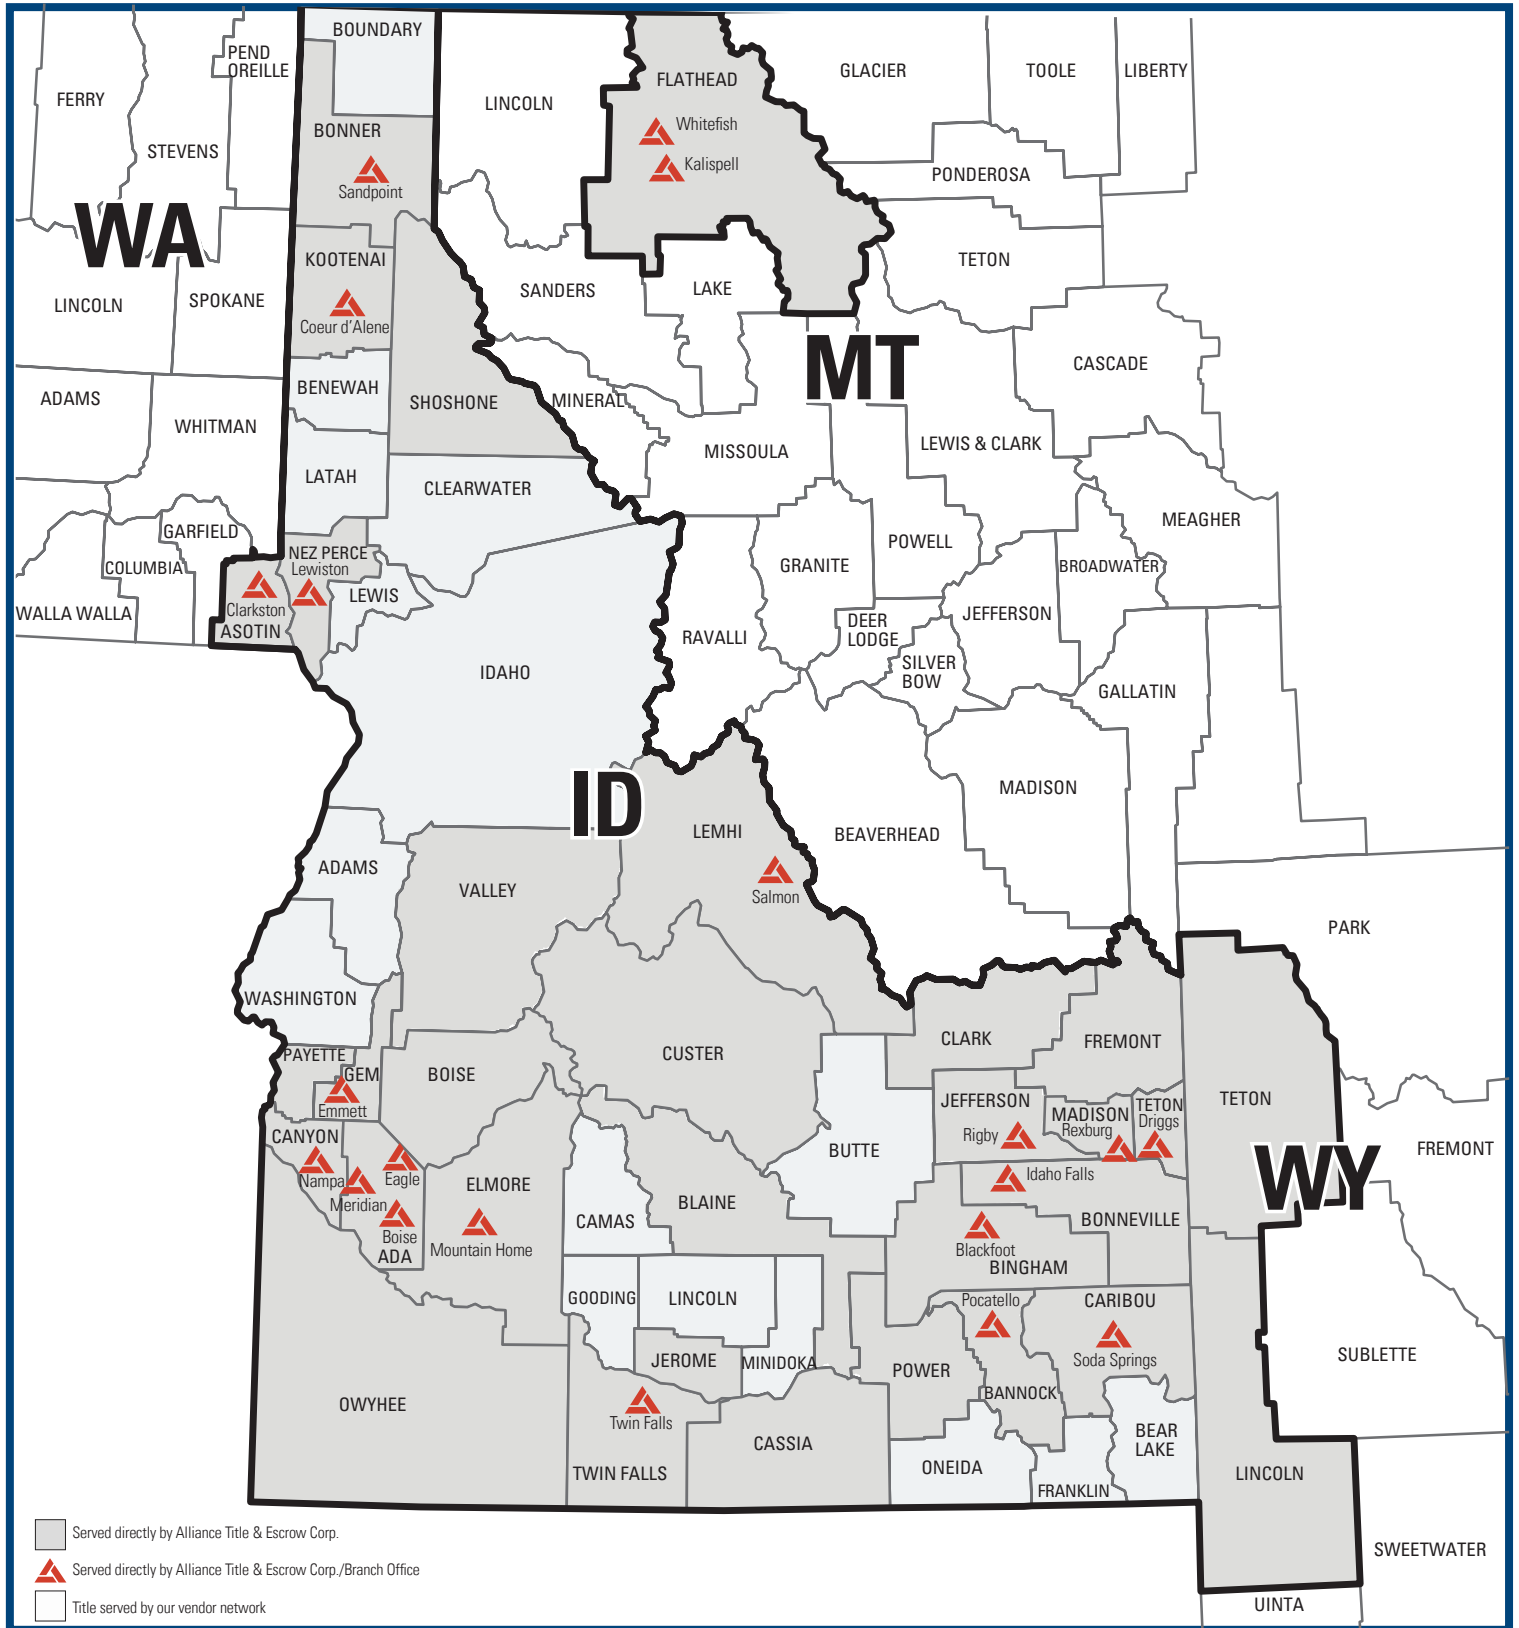 BOUNDARY
PEND
OREILLE
FERRY
STEVENS
LINCOLN
FLATHEAD
GLACIER
TOOLE
LIBERTY
Whitefish
Kalispell
BONNER
Sandpoint
PONDEROSA
WA
KOOTENAI
Coeur d'Alene
LINCOLN
SPOKANE
SANDERS
LAKE
TETON
MT
CASCADE
ADAMS
WHITMAN
BENEWAH
SHOSHONE
MINERAL
MISSOULA
LEWIS & CLARK
LATAH
CLEARWATER
MEAGHER
GARFIELD
COLUMBIA
WALLA WALLA
NEZ PERCE
Lewiston
Clarkston
ASOTIN
LEWIS
GRANITE
POWELL
BROADWATER
JEFFERSON
DEER
LODGE
RAVALLI
SILVER
BOW
GALLATIN
IDAHO
ID
LEMHI
Salmon
BEAVERHEAD
MADISON
ADAMS
VALLEY
PARK
WASHINGTON
CUSTER
CLARK
FREMONT
PAYETTE
GEM
Emmett
BOISE
JEFFERSON
Rigby
MADISON
Rexburg
TETON
Driggs
TETON
WY
FREMONT
CANYON
Nampa
Meridian
Eagle
Boise
ADA
ELMORE
Mountain Home
CAMAS
BLAINE
BUTTE
Idaho Falls
BONNEVILLE
Blackfoot
BINGHAM
GOODING
LINCOLN
JEROME
MINIDOKA
Pocatello
CARIBOU
Soda Springs
POWER
BANNOCK
SUBLETTE
OWYHEE
Twin Falls
TWIN FALLS
CASSIA
ONEIDA
FRANKLIN
BEAR
LAKE
LINCOLN
SWEETWATER
UINTA
Served directly by Alliance Title & Escrow Corp.
Served directly by Alliance Title & Escrow Corp./Branch Office
Title served by our vendor network